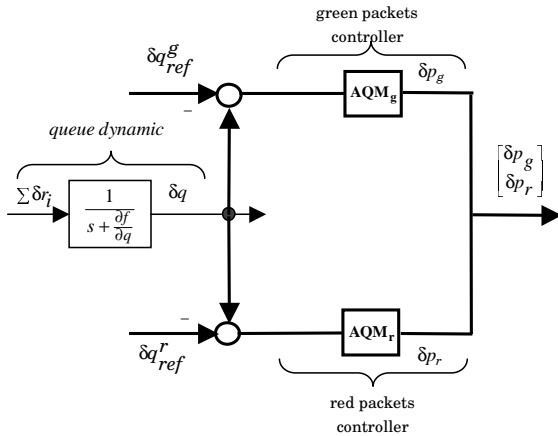 green packets
controller
δq^g_ref
AQM_g
δp_g
–
queue dynamic
∑ δr_i
1
s + ∂f/∂q
δq
[δp_g
δp_r]
–
δq^r_ref
AQM_r
δp_r
red packets
controller